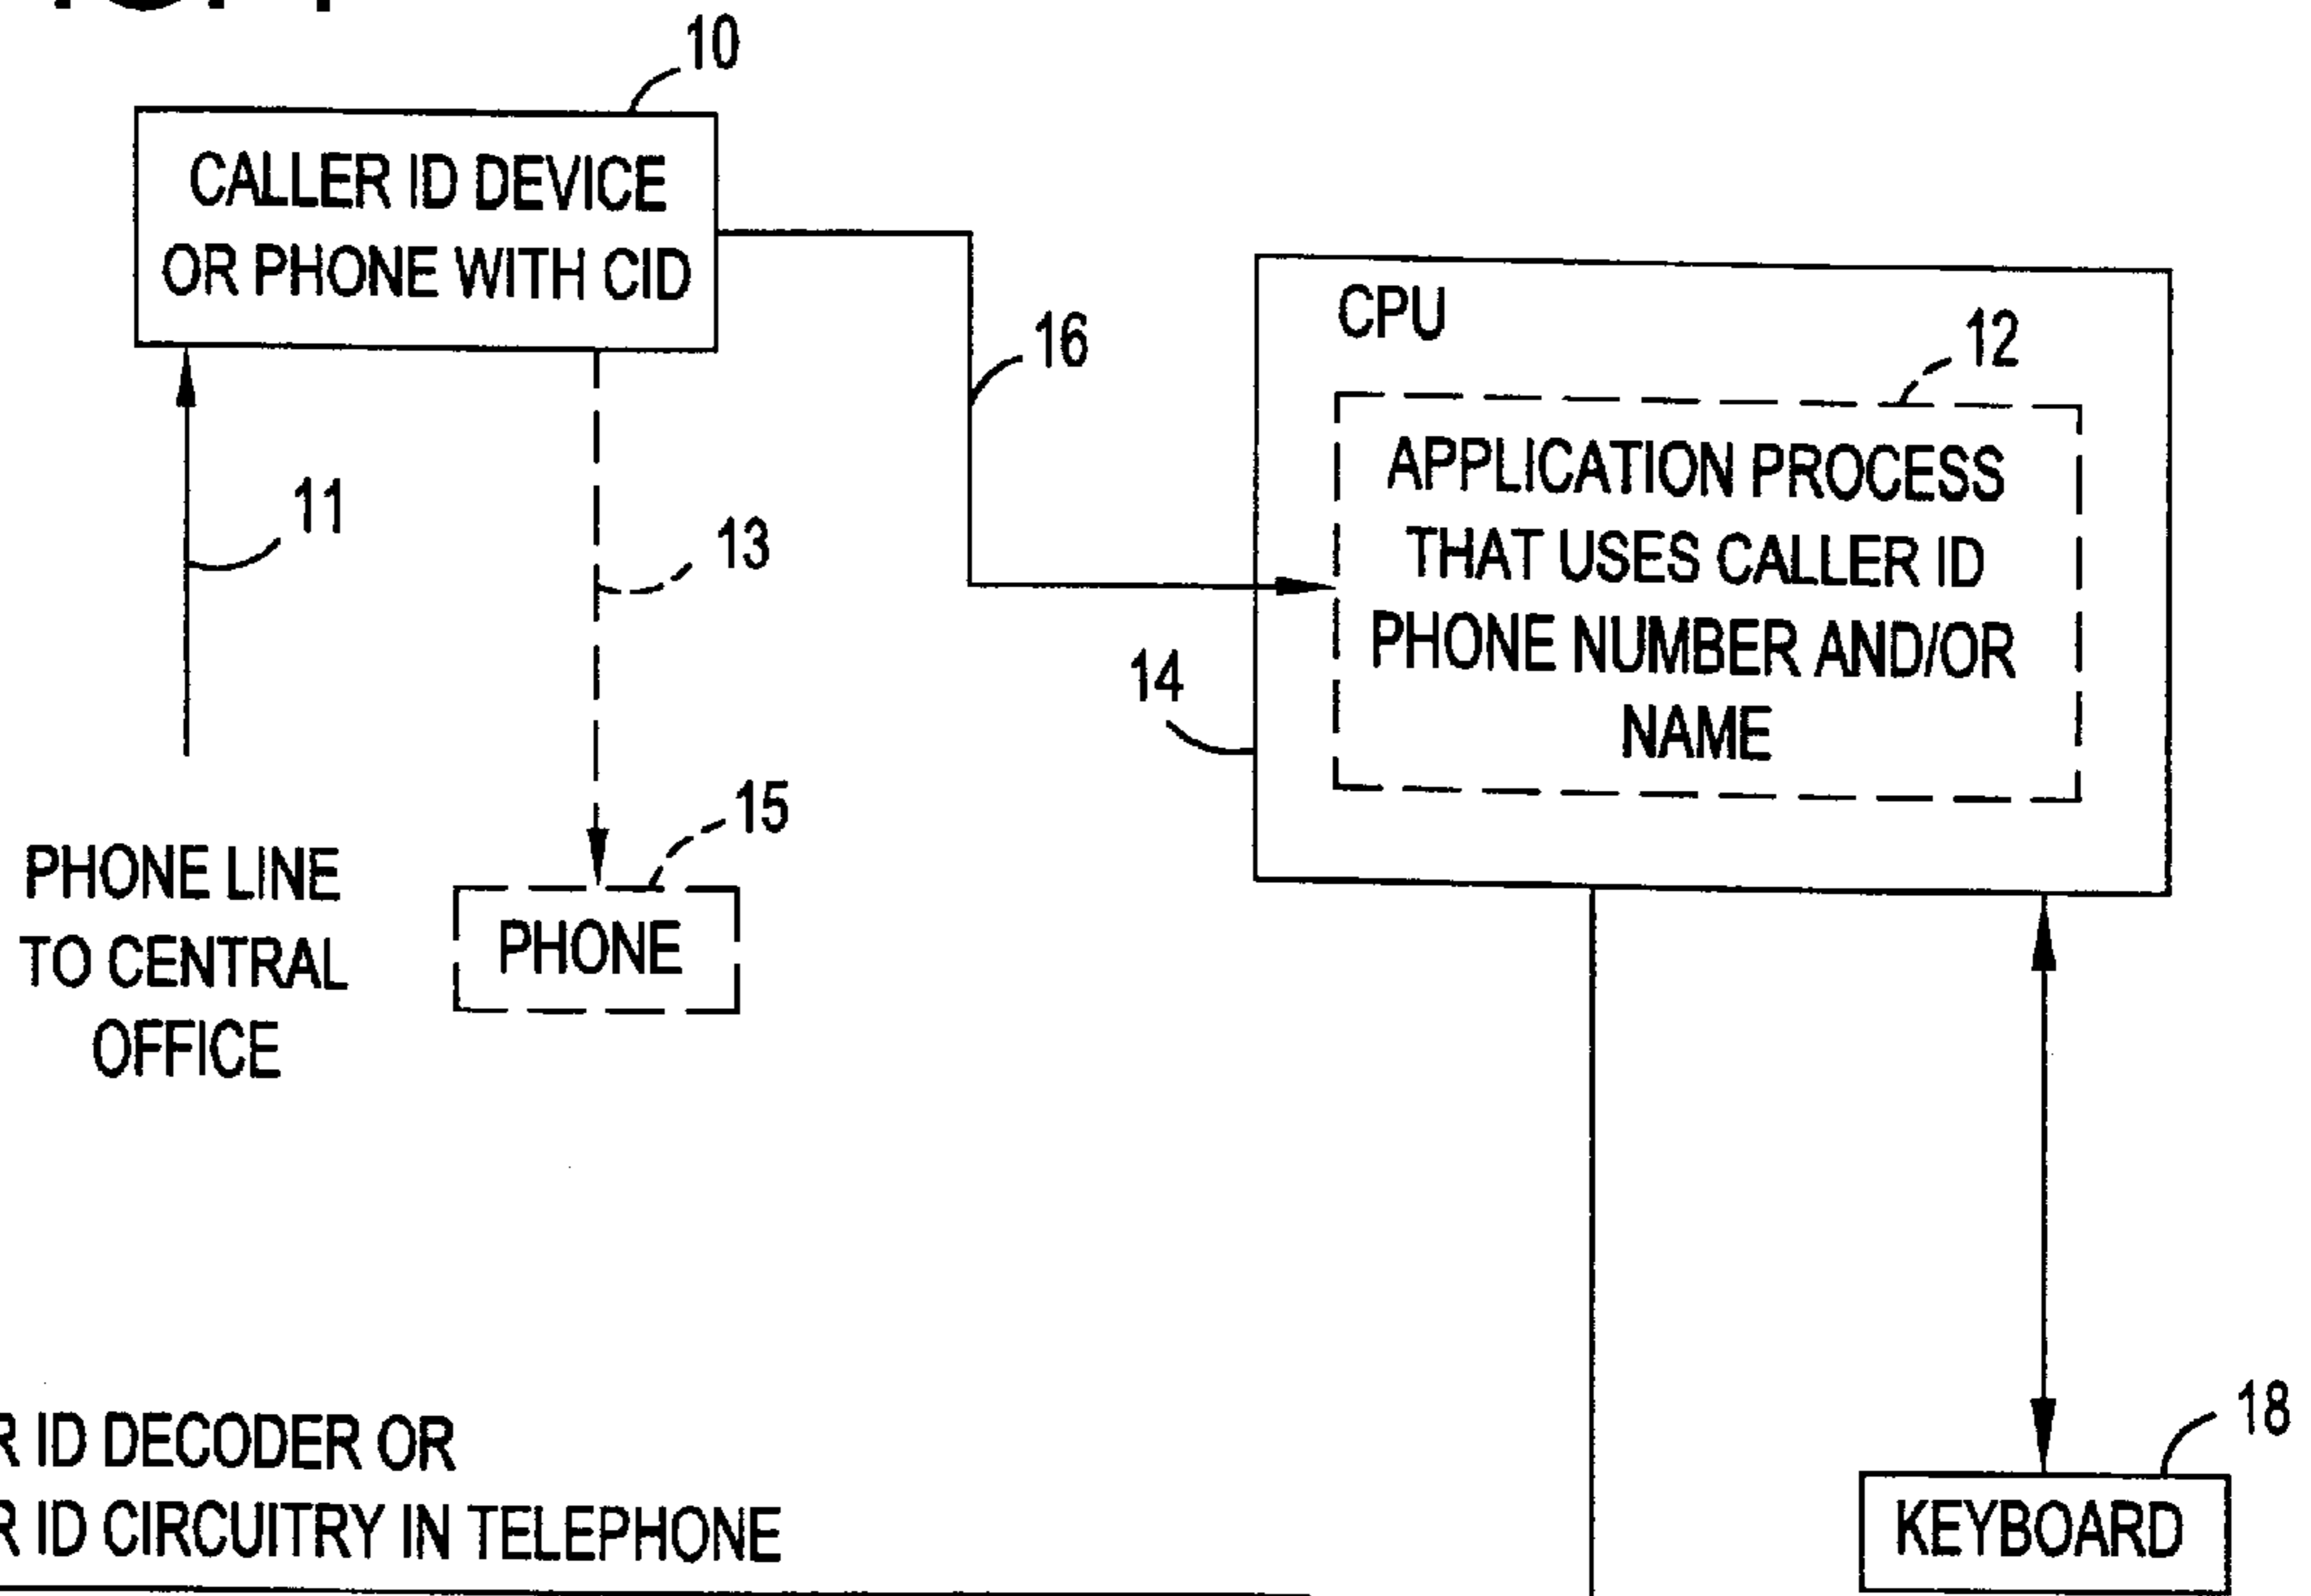 10
CALLER ID DEVICE
OR PHONE WITH CID
16
CPU
12
APPLICATION PROCESS
THAT USES CALLER ID
PHONE NUMBER AND/OR
NAME
11
13
14
15
PHONE LINE
TO CENTRAL
OFFICE
PHONE
ID DECODER OR
ID CIRCUITRY IN TELEPHONE
18
KEYBOARD